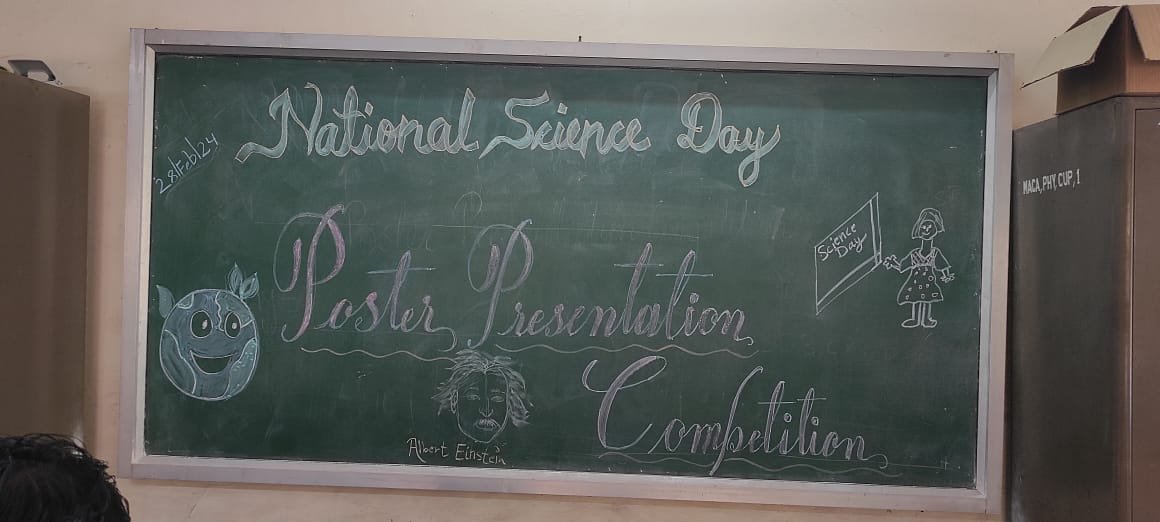 National Science Day
28/Feb/24
Poster Presentation
Competition
Science
Day
Albert Einstein
MACA, PHY, CUP, 1